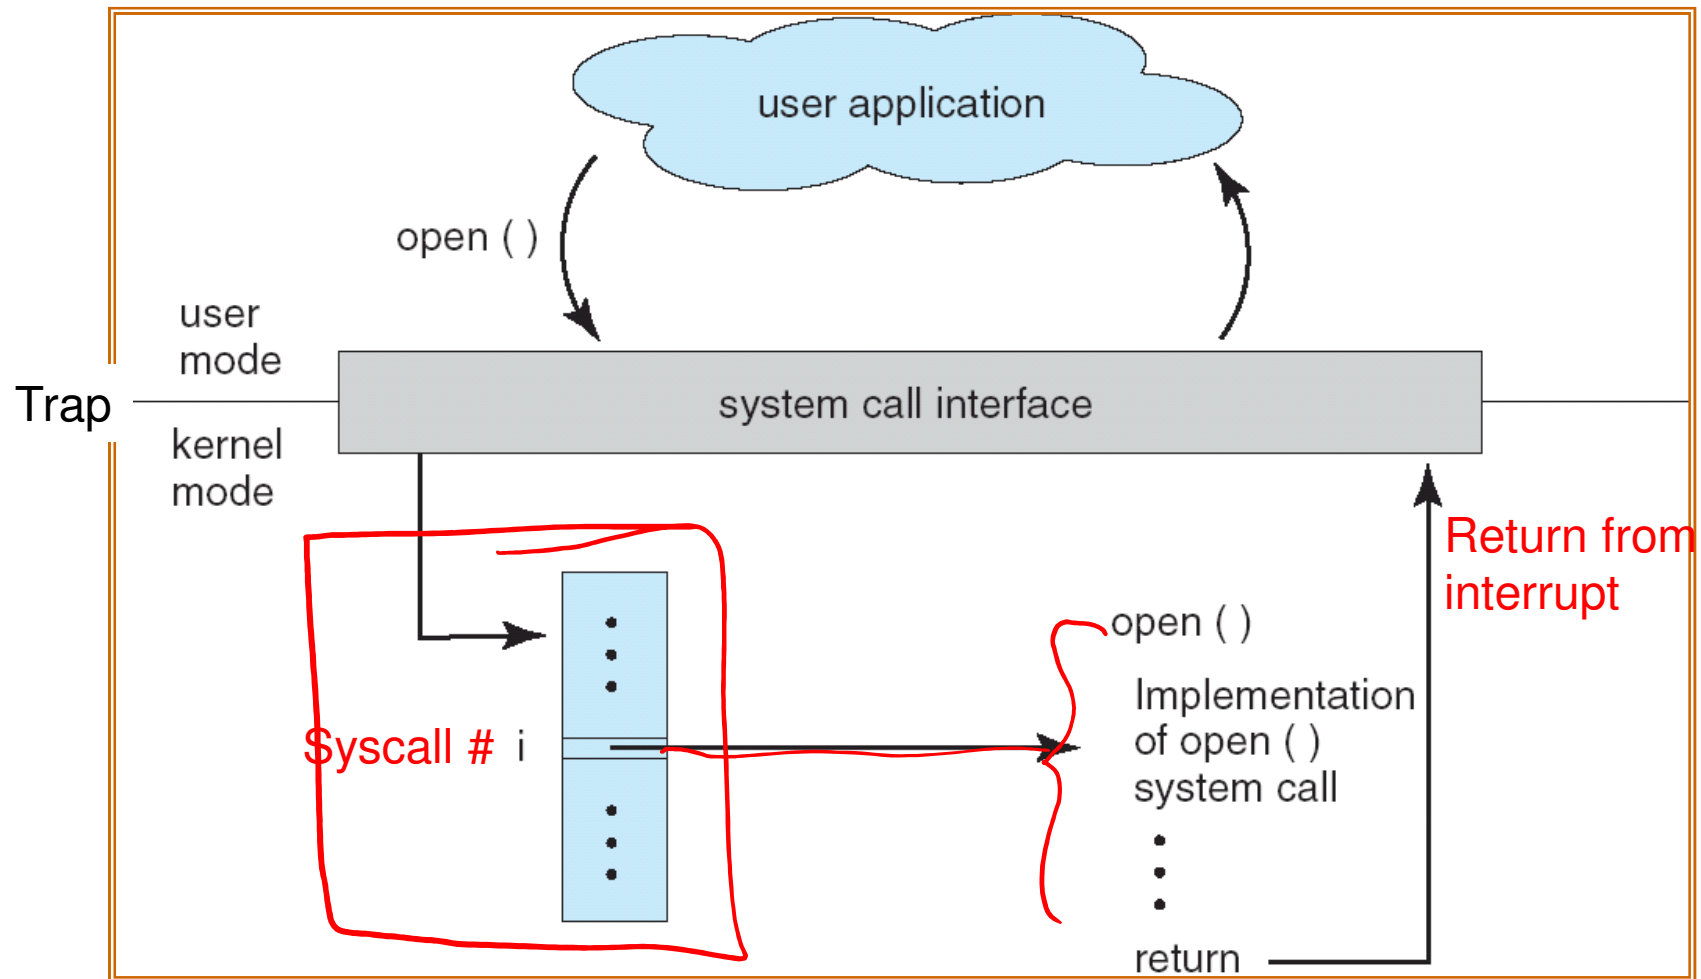 user application
open ( )
user
mode
Trap
system call interface
kernel
mode
Return from
interrupt
open ( )
Implementation
Syscall # i
of open ( )
system call
return